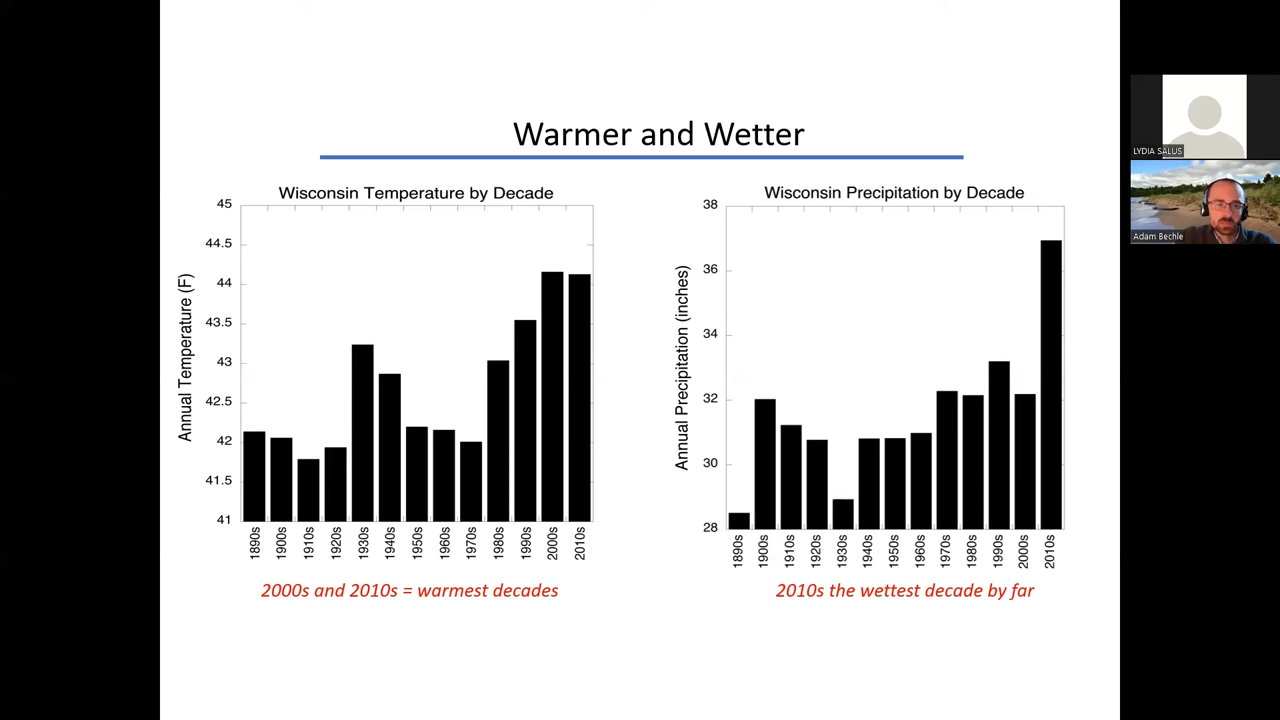 Warmer and Wetter
Wisconsin Temperature by Decade
45
44.5
44
43.5
43
42.5
42
41.5
41
Annual Temperature (F)
1890s
1900s
1910s
1920s
1930s
1940s
1950s
1960s
1970s
1980s
1990s
2000s
2010s
2000s and 2010s = warmest decades
Wisconsin Precipitation by Decade
38
36
34
32
30
28
Annual Precipitation (inches)
1890s
1900s
1910s
1920s
1930s
1940s
1950s
1960s
1970s
1980s
1990s
2000s
2010s
2010s the wettest decade by far
LYDIA SALUS
Adam Bechle